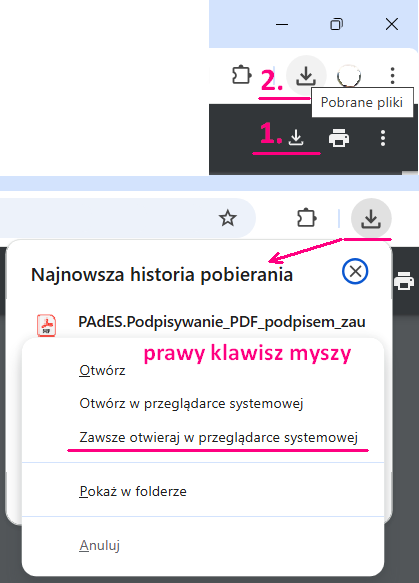 2.
Pobrane pliki
1.
Najnowsza historia pobierania
PDF
PAdES.Podpisywanie_PDF_podpisem_zau
prawy klawisz myszy
Otwórz
Otwórz w przeglądarce systemowej
Zawsze otwieraj w przeglądarce systemowej
Pokaż w folderze
Anuluj